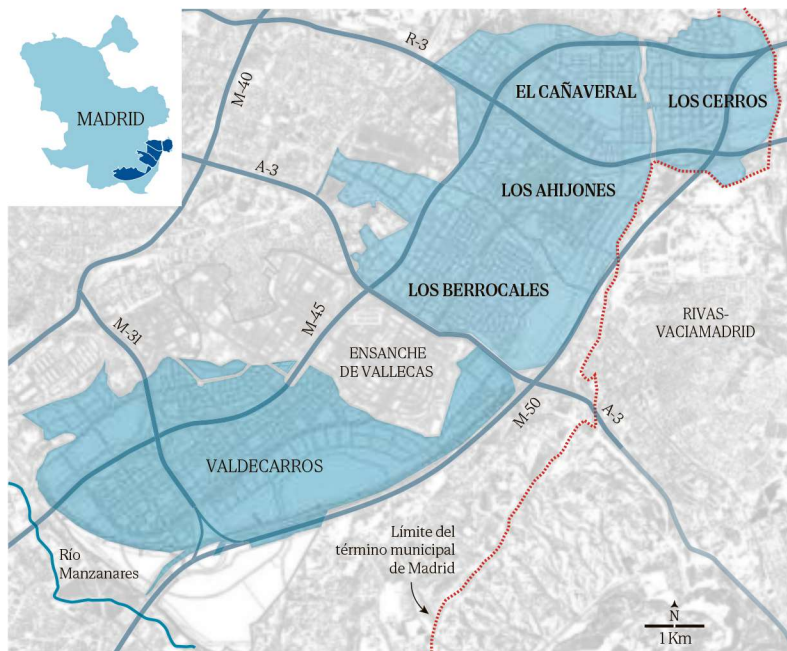 R-3
M-40
EL CAÑAVERAL
LOS CERROS
MADRID
A-3
LOS AHIJONES
LOS BERROCALES
M-31
M-45
RIVAS-
VACIAMADRID
ENSANCHE
DE VALLECAS
M-50
A-3
VALDECARROS
Límite del
término municipal
de Madrid
Río
Manzanares
N
1 Km